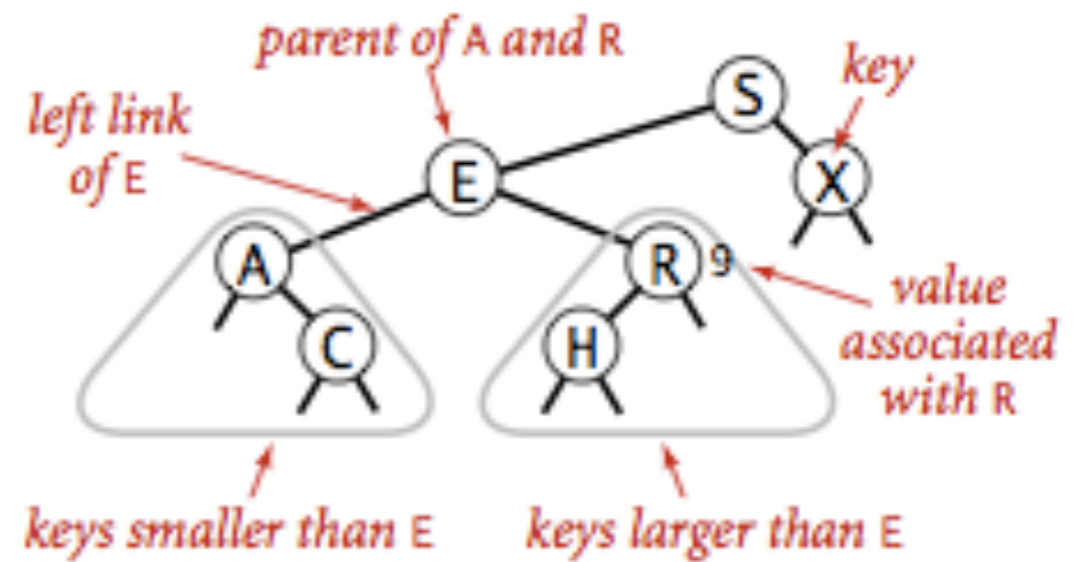 parent of A and R
key
left link
of E
S
E
X
A
R 9
C
H
value
associated
with R
keys smaller than E
keys larger than E